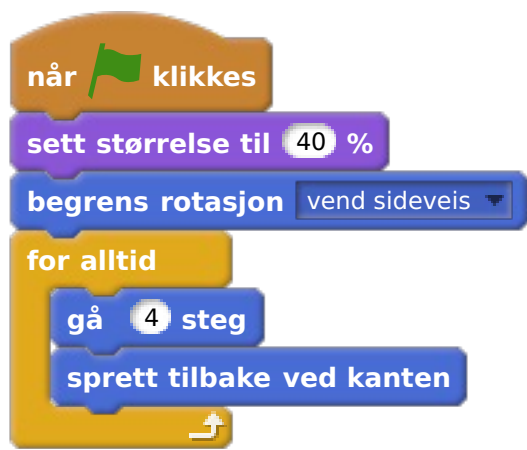 når klikkes
sett størrelse til 40 %
begrens rotasjon vend sideveis
for alltid
gå 4 steg
sprett tilbake ved kanten